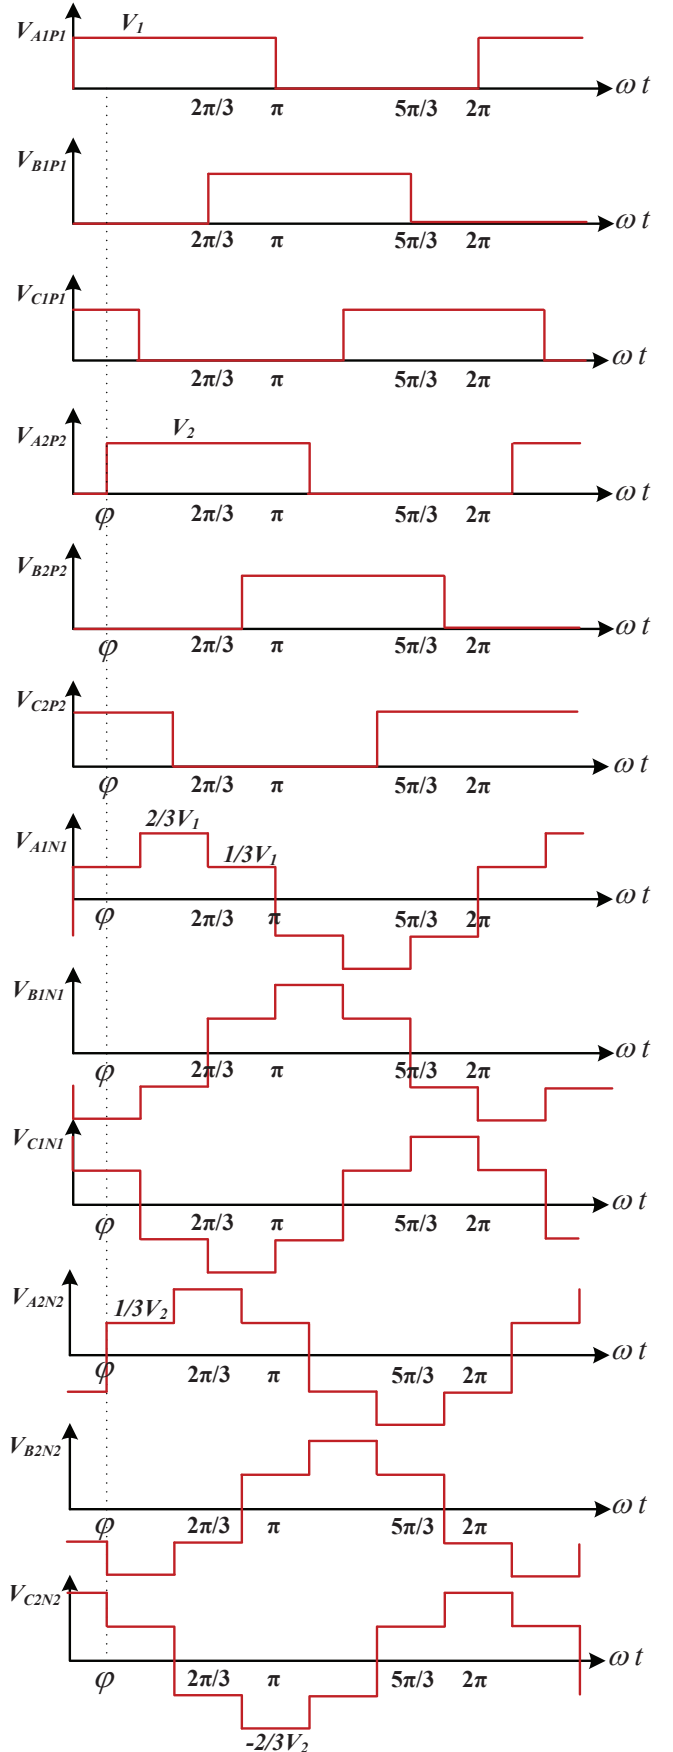 V_A1P1 V_1
ω t
2π/3 π 5π/3 2π
V_B1P1
ω t
2π/3 π 5π/3 2π
V_C1P1
ω t
2π/3 π 5π/3 2π
V_A2P2 V_2
ω t
φ 2π/3 π 5π/3 2π
V_B2P2
ω t
φ 2π/3 π 5π/3 2π
V_C2P2
ω t
φ 2π/3 π 5π/3 2π
2/3V_1
V_A1N1 1/3V_1
ω t
φ 2π/3 π 5π/3 2π
V_B1N1
ω t
φ 2π/3 π 5π/3 2π
V_C1N1
ω t
φ 2π/3 π 5π/3 2π
V_A2N2 1/3V_2
ω t
φ 2π/3 π 5π/3 2π
V_B2N2
ω t
φ 2π/3 π 5π/3 2π
V_C2N2
ω t
φ 2π/3 π 5π/3 2π
-2/3V_2